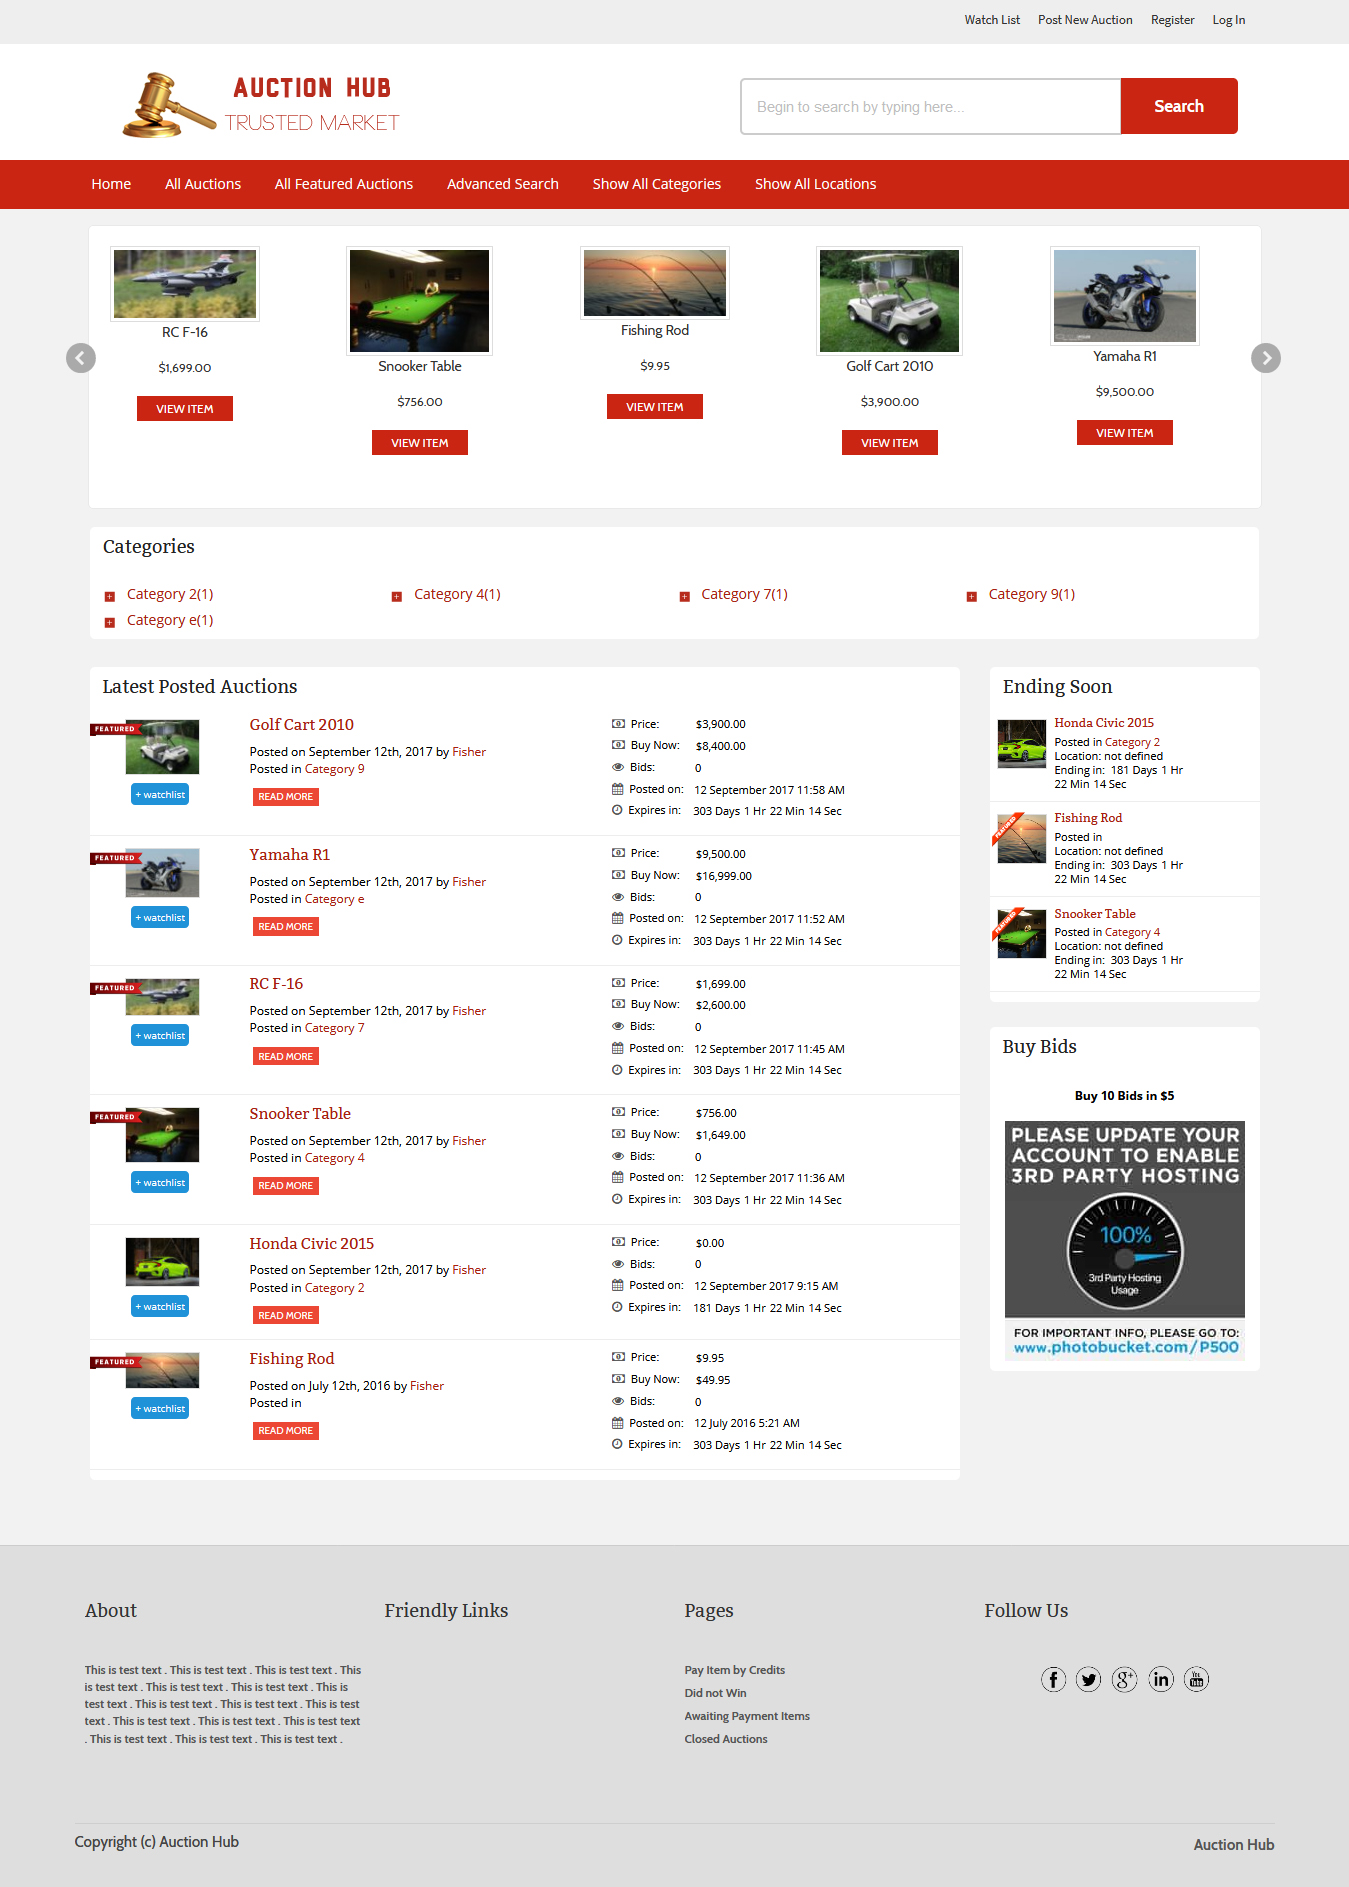 Watch List Post New Auction Register Log In
AUCTION HUB
TRUSTED MARKET
Begin to search by typing here...
Search
Home All Auctions All Featured Auctions Advanced Search Show All Categories Show All Locations
RC F-16
$1,699.00
VIEW ITEM
Snooker Table
$756.00
VIEW ITEM
Fishing Rod
$9.95
VIEW ITEM
Golf Cart 2010
$3,900.00
VIEW ITEM
Yamaha R1
$9,500.00
VIEW ITEM
Categories
Category 2(1) Category 4(1) Category 7(1) Category 9(1)
Category e(1)
Latest Posted Auctions
FEATURED
+ watchlist
Golf Cart 2010
Posted on September 12th, 2017 by Fisher
Posted in Category 9
READ MORE
Price: $3,900.00
Buy Now: $8,400.00
Bids: 0
Posted on: 12 September 2017 11:58 AM
Expires in: 303 Days 1 Hr 22 Min 14 Sec
FEATURED
+ watchlist
Yamaha R1
Posted on September 12th, 2017 by Fisher
Posted in Category e
READ MORE
Price: $9,500.00
Buy Now: $16,999.00
Bids: 0
Posted on: 12 September 2017 11:52 AM
Expires in: 303 Days 1 Hr 22 Min 14 Sec
FEATURED
+ watchlist
RC F-16
Posted on September 12th, 2017 by Fisher
Posted in Category 7
READ MORE
Price: $1,699.00
Buy Now: $2,600.00
Bids: 0
Posted on: 12 September 2017 11:45 AM
Expires in: 303 Days 1 Hr 22 Min 14 Sec
FEATURED
+ watchlist
Snooker Table
Posted on September 12th, 2017 by Fisher
Posted in Category 4
READ MORE
Price: $756.00
Buy Now: $1,649.00
Bids: 0
Posted on: 12 September 2017 11:36 AM
Expires in: 303 Days 1 Hr 22 Min 14 Sec
+ watchlist
Honda Civic 2015
Posted on September 12th, 2017 by Fisher
Posted in Category 2
READ MORE
Price: $0.00
Bids: 0
Posted on: 12 September 2017 9:15 AM
Expires in: 181 Days 1 Hr 22 Min 14 Sec
FEATURED
+ watchlist
Fishing Rod
Posted on July 12th, 2016 by Fisher
Posted in
READ MORE
Price: $9.95
Buy Now: $49.95
Bids: 0
Posted on: 12 July 2016 5:21 AM
Expires in: 303 Days 1 Hr 22 Min 14 Sec
Ending Soon
Honda Civic 2015
Posted in Category 2
Location: not defined
Ending in: 181 Days 1 Hr
22 Min 14 Sec
FEATURED
Fishing Rod
Posted in
Location: not defined
Ending in: 303 Days 1 Hr
22 Min 14 Sec
FEATURED
Snooker Table
Posted in Category 4
Location: not defined
Ending in: 303 Days 1 Hr
22 Min 14 Sec
Buy Bids
Buy 10 Bids in $5
PLEASE UPDATE YOUR
ACCOUNT TO ENABLE
3RD PARTY HOSTING
100%
3rd Party Hosting
Usage
FOR IMPORTANT INFO, PLEASE GO TO:
www.photobucket.com/P500
About
This is test text . This is test text . This is test text . This
is test text . This is test text . This is test text . This is
test text . This is test text . This is test text . This is test
text . This is test text . This is test text . This is test text
. This is test text . This is test text . This is test text .
Friendly Links
Pages
Pay Item by Credits
Did not Win
Awaiting Payment Items
Closed Auctions
Follow Us
f g+ in You Tube
Copyright (c) Auction Hub
Auction Hub